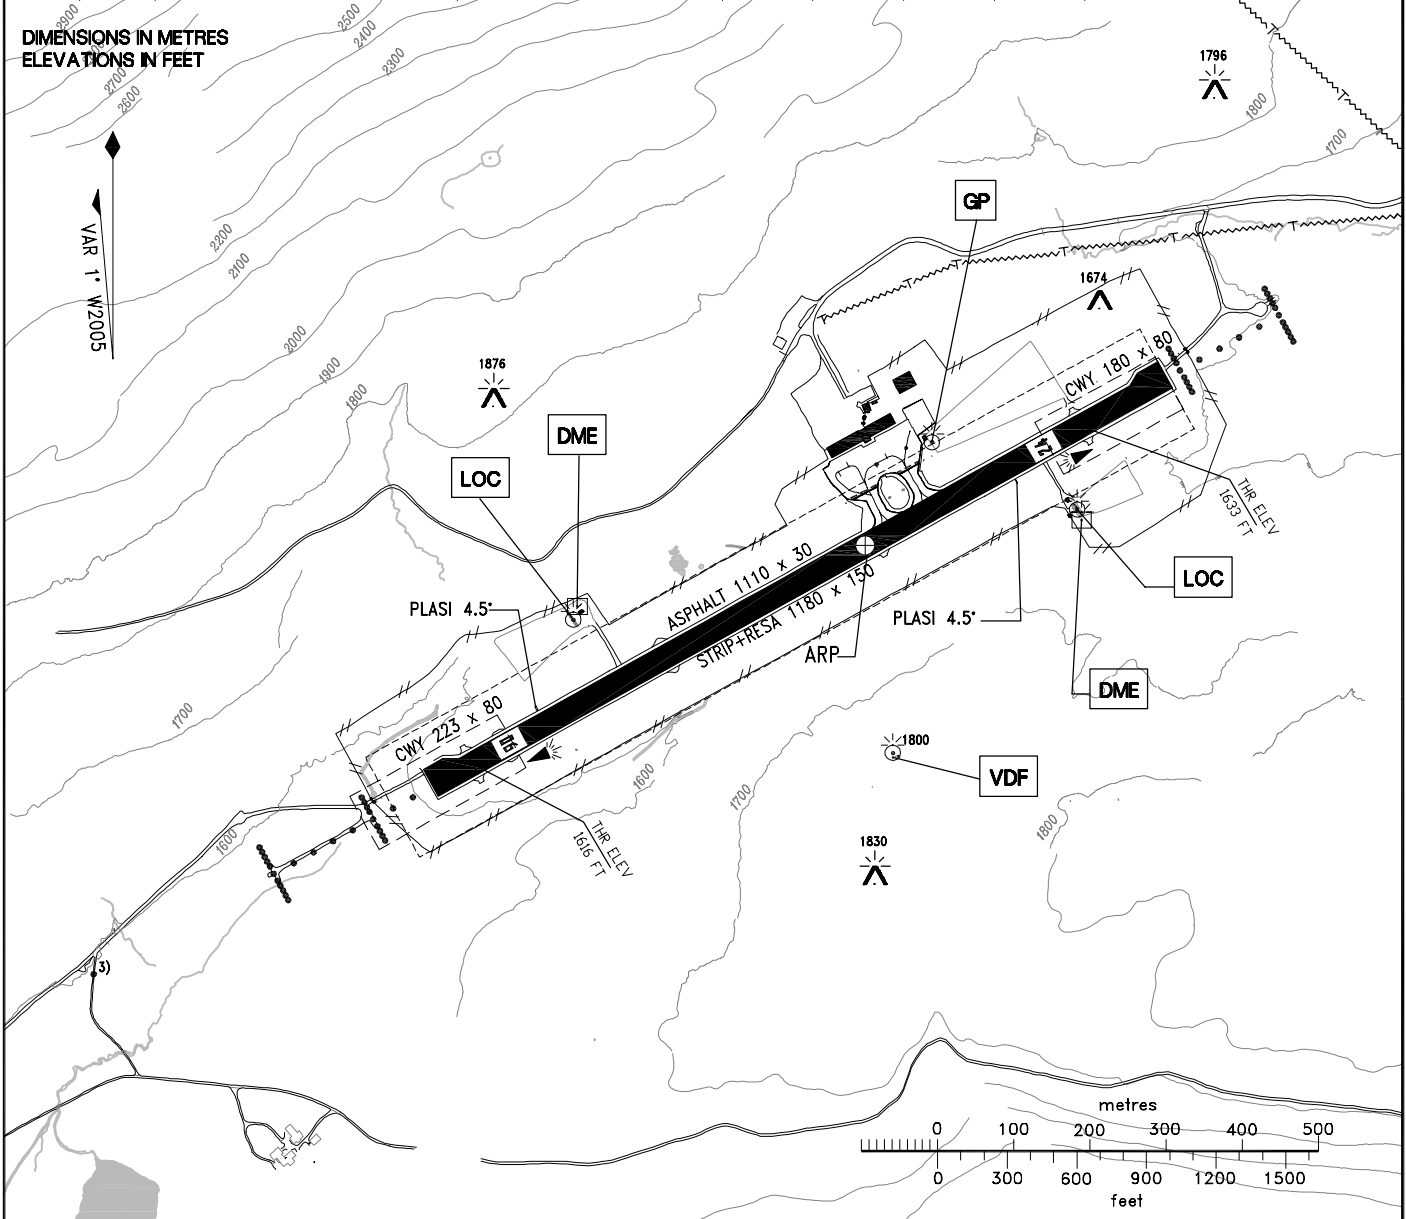 DIMENSIONS IN METRES
ELEVATIONS IN FEET
2900
2700
2600
2500
2400
2300
2200
2100
2000
1900
1800
1796
1800
1700
VAR 1° W2005
GP
1674
1876
DME
LOC
CWY 180 x 80
24
THR ELEV
1633 FT
ASPHALT 1110 x 30
STRIP+RESA 1180 x 150
PLASI 4.5°
PLASI 4.5°
ARP
LOC
DME
1700
CWY 223 x 80
06
THR ELEV
1616 FT
1600
1600
1700
1800
1800
VDF
1830
3)
metres
0 100 200 300 400 500
0 300 600 900 1200 1500
feet